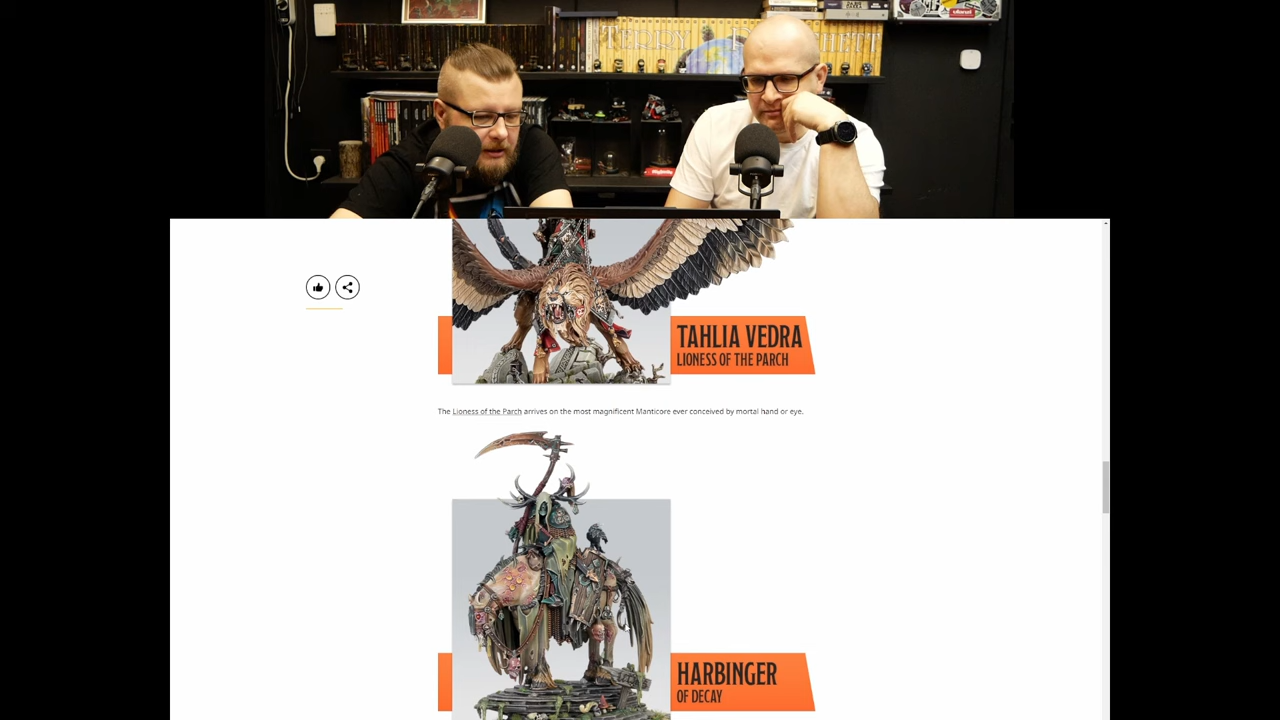 TERRY
TAHLIA VEDRA
LIONESS OF THE PARCH
The Lioness of the Parch arrives on the most magnificent Manticore ever conceived by mortal hand or eye.
HARBINGER
OF DECAY